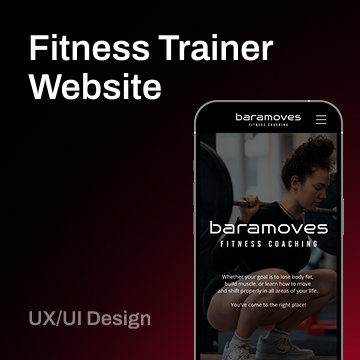 Fitness Trainer
Website
baramoves
FITNESS COACHING
baramoves
FITNESS COACHING
Whether your goal is to lose body fat,
build muscle, or learn how to move
and shift properly in all areas of your life.
You've come to the right place!
UX/UI Design